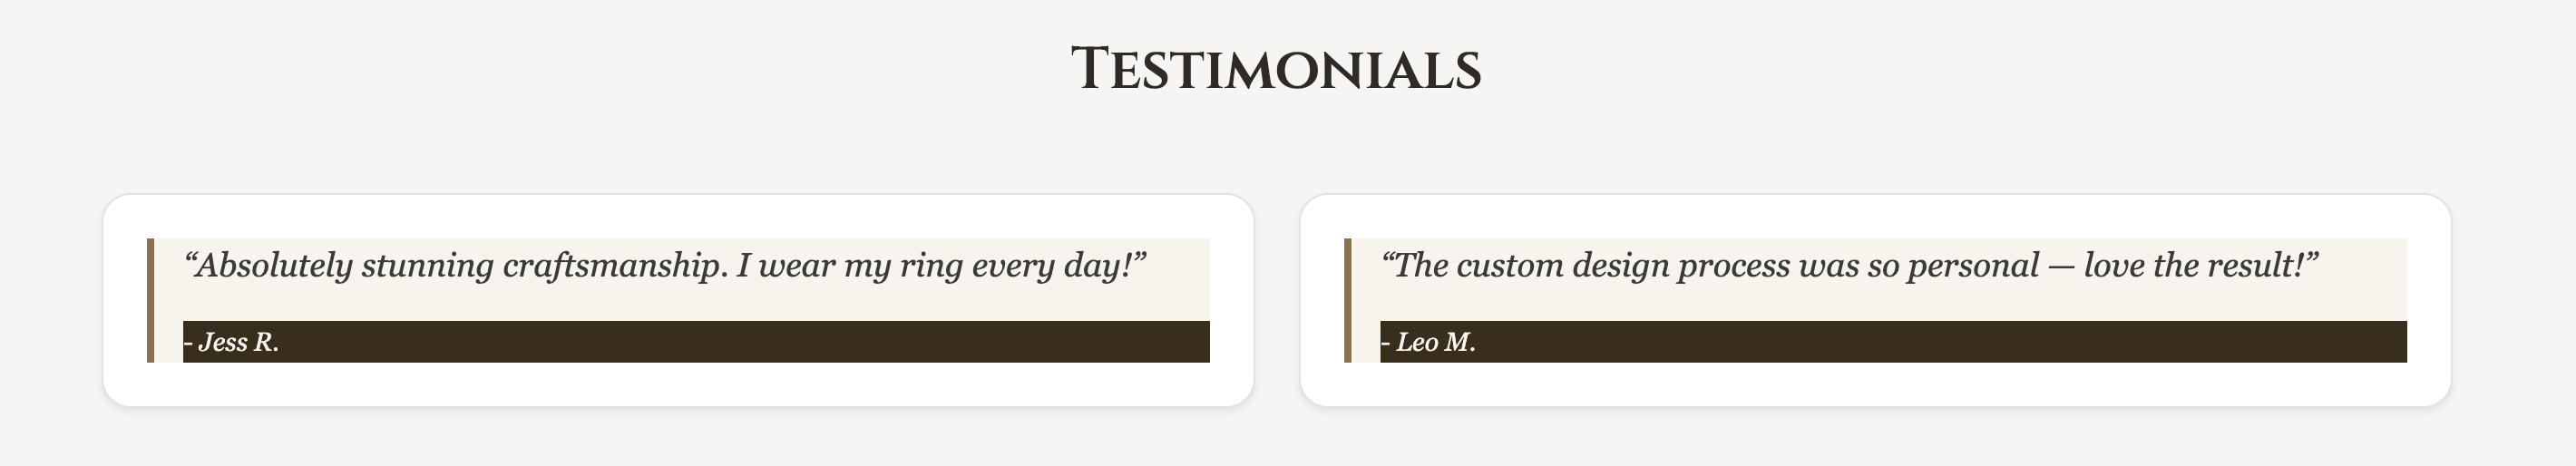 Testimonials
“Absolutely stunning craftsmanship. I wear my ring every day!”
- Jess R.
“The custom design process was so personal — love the result!”
- Leo M.